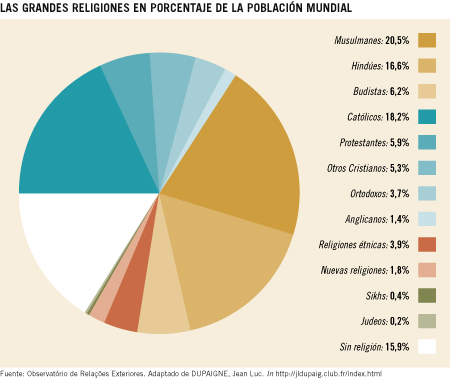 LAS GRANDES RELIGIONES EN PORCENTAJE DE LA POBLACIÓN MUNDIAL
Musulmanes: 20,5%
Hindúes: 16,6%
Budistas: 6,2%
Católicos: 18,2%
Protestantes: 5,9%
Otros Cristianos: 5,3%
Ortodoxos: 3,7%
Anglicanos: 1,4%
Religiones étnicas: 3,9%
Nuevas religiones: 1,8%
Sikhs: 0,4%
Judeos: 0,2%
Sin religión: 15,9%
Fuente: Observatório de Relações Exteriores. Adaptado de DUPAIGNE, Jean Luc. In http://jldupaig.club.fr/index.html